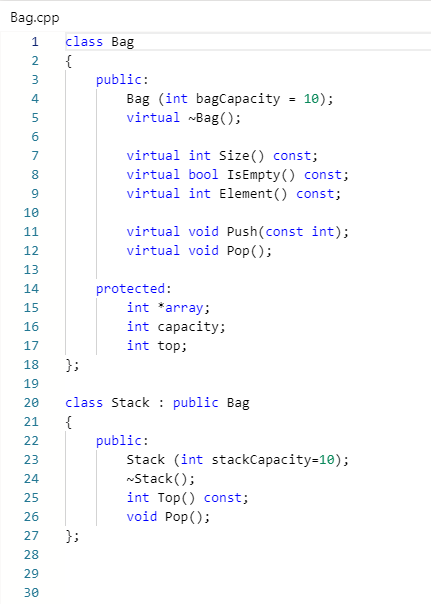 Bag.cpp
1 class Bag
2 {
3 public:
4 Bag (int bagCapacity = 10);
5 virtual ~Bag();
6
7 virtual int Size() const;
8 virtual bool IsEmpty() const;
9 virtual int Element() const;
10
11 virtual void Push(const int);
12 virtual void Pop();
13
14 protected:
15 int *array;
16 int capacity;
17 int top;
18 };
19
20 class Stack : public Bag
21 {
22 public:
23 Stack (int stackCapacity=10);
24 ~Stack();
25 int Top() const;
26 void Pop();
27 };
28
29
30